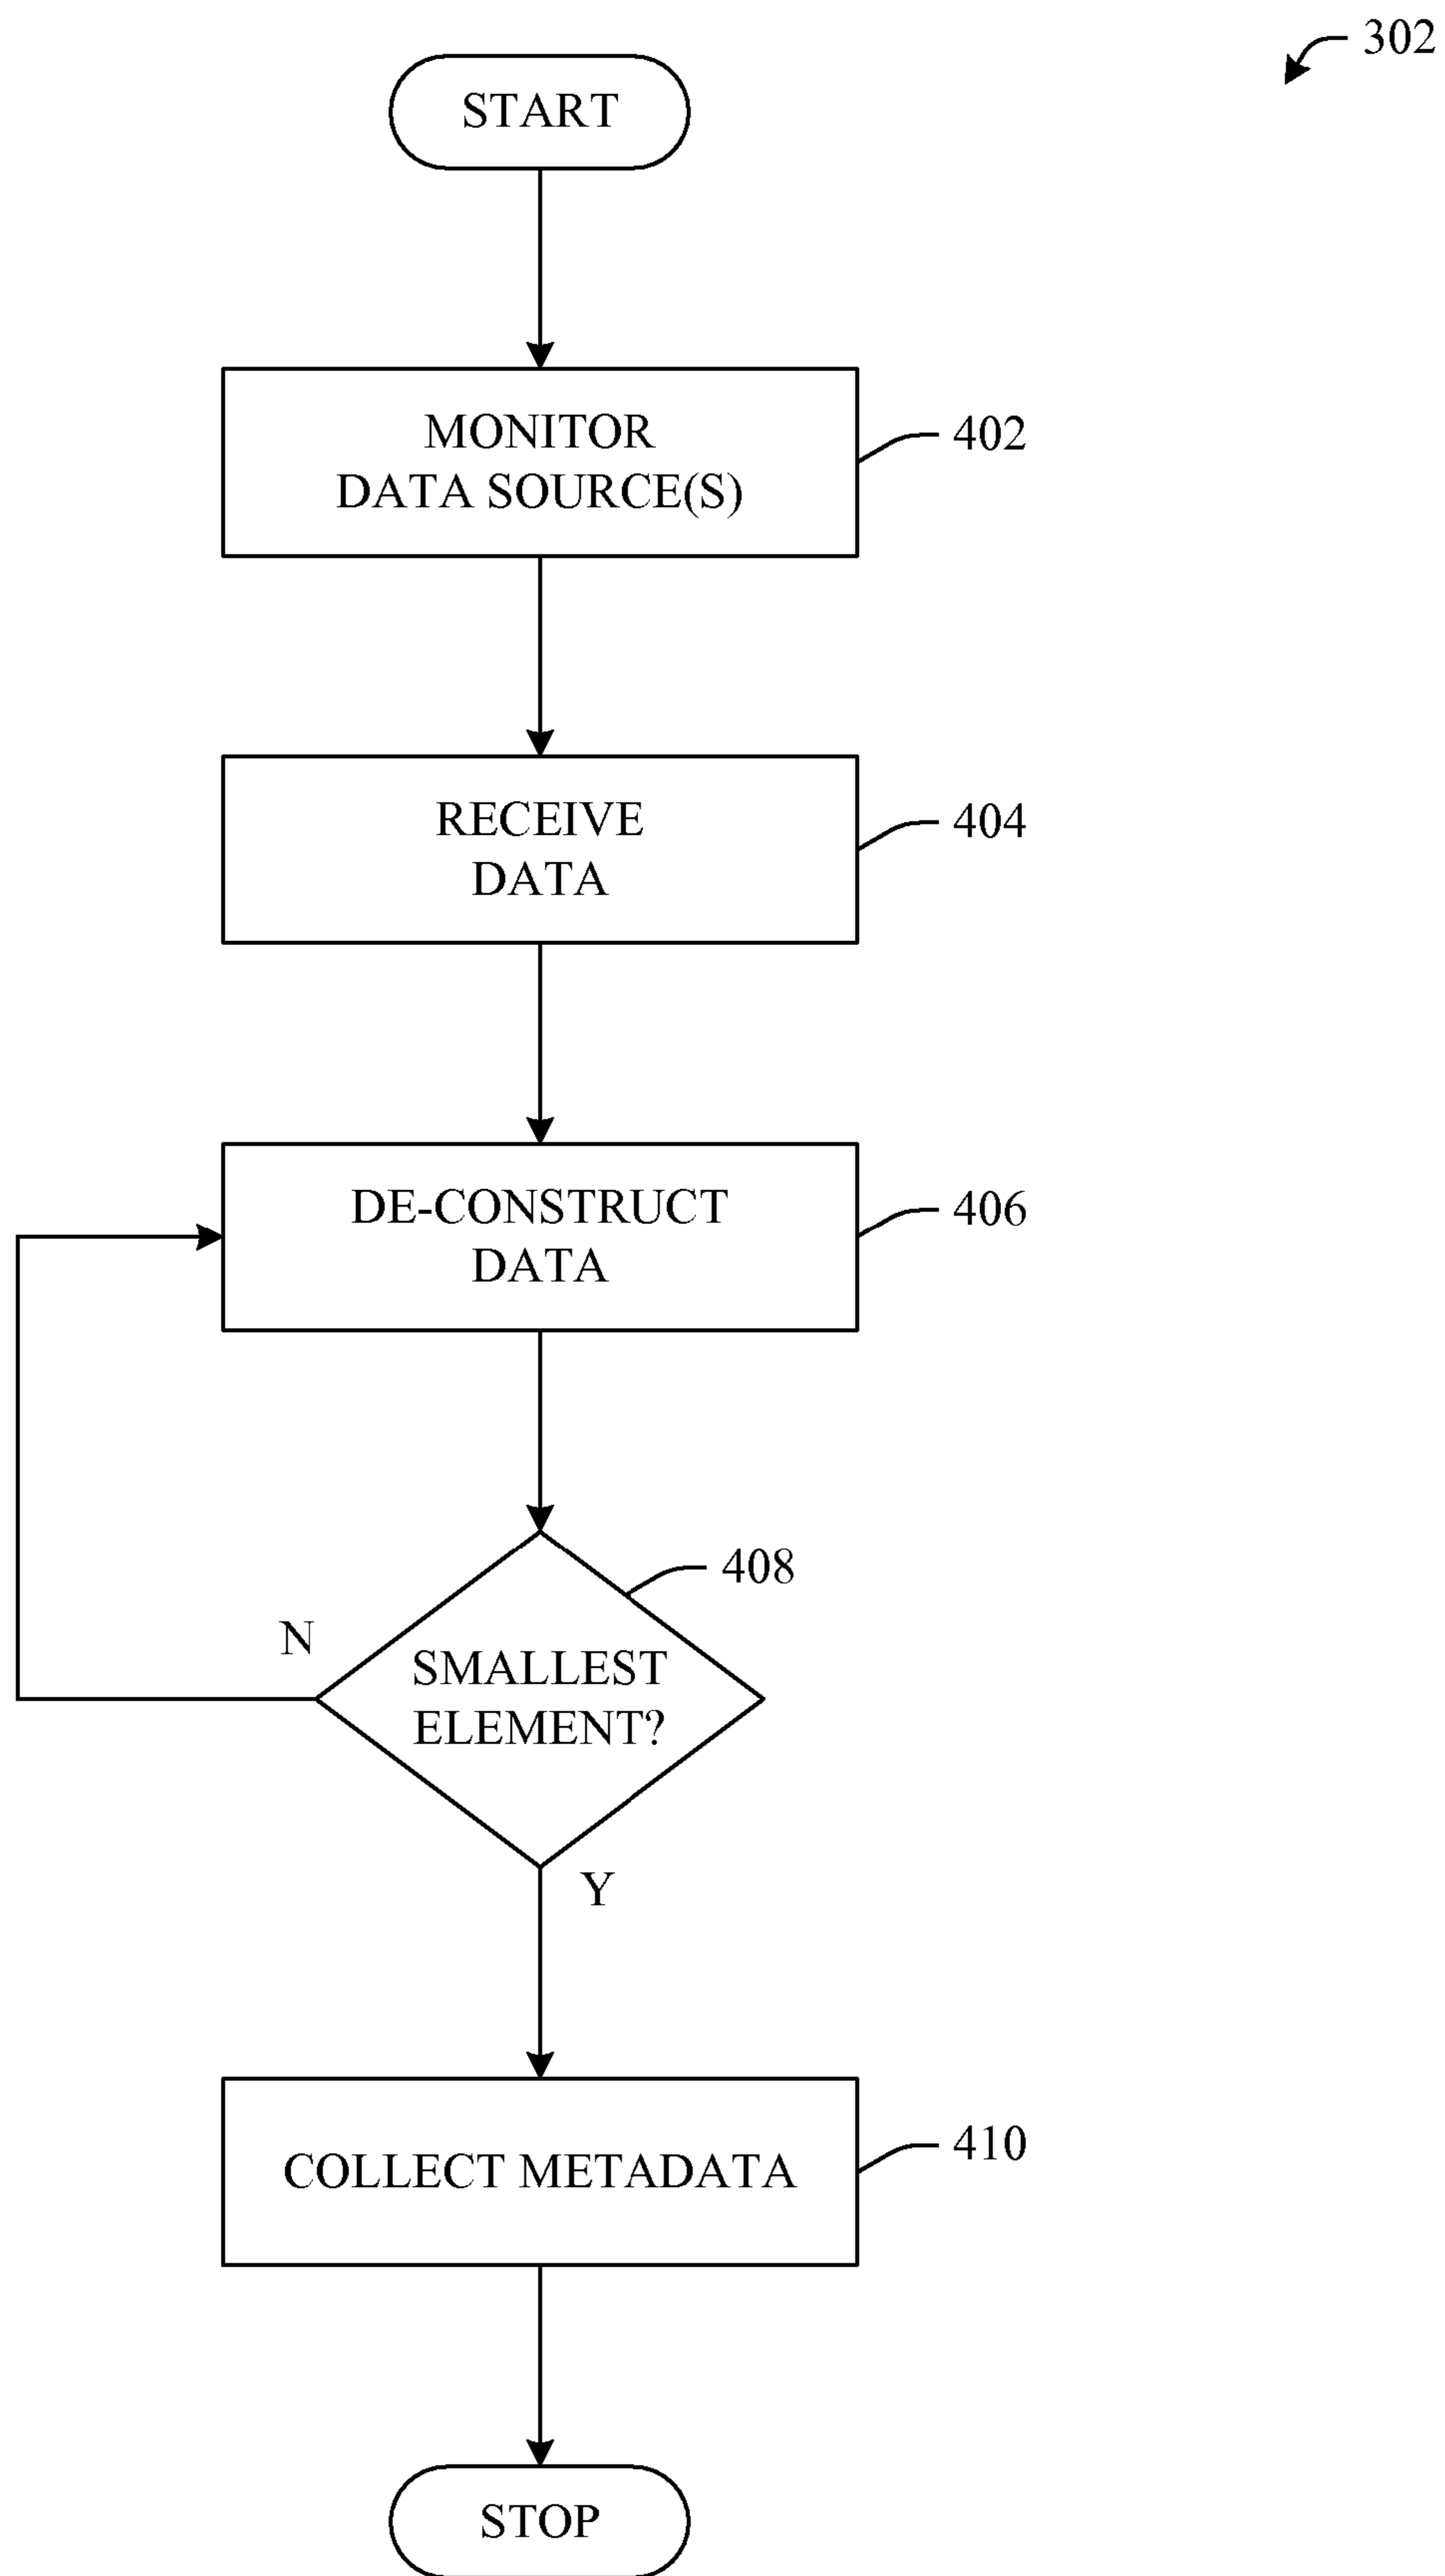 302
START
MONITOR
DATA SOURCE(S)
402
RECEIVE
DATA
404
DE-CONSTRUCT
DATA
406
408
N
SMALLEST
ELEMENT?
Y
COLLECT METADATA
410
STOP